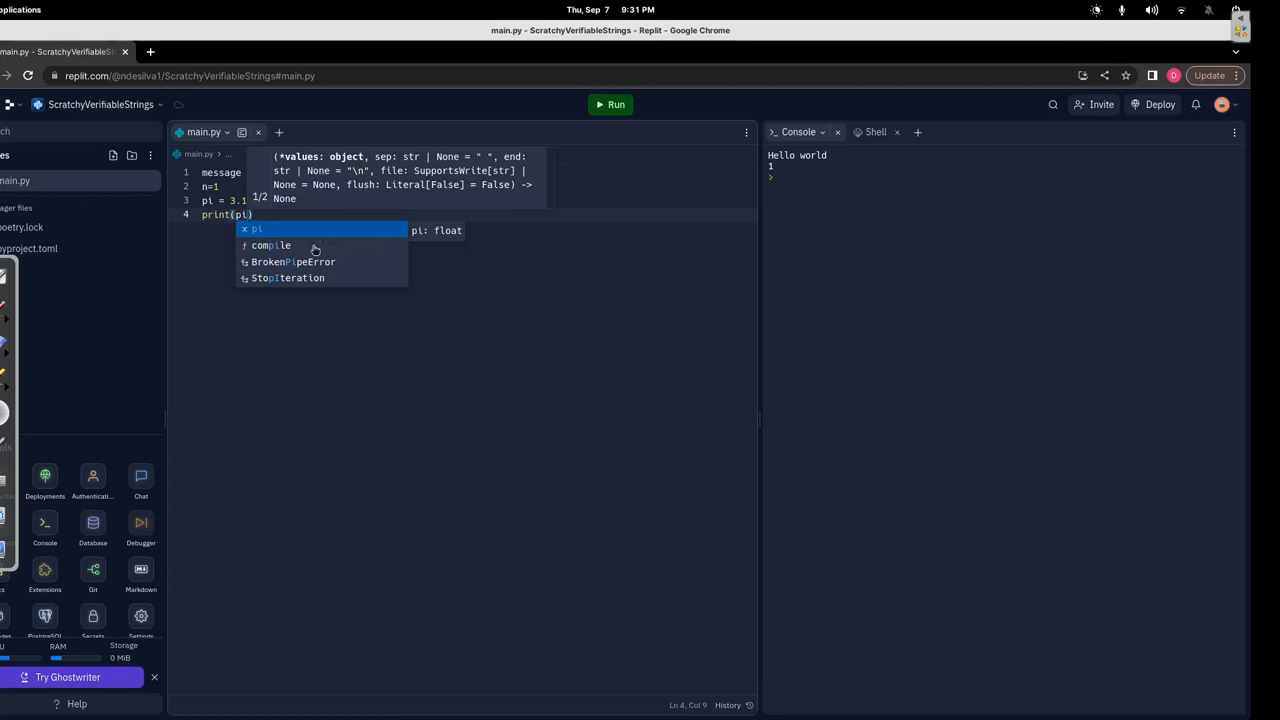 Applications
Thu, Sep 7 9:31 PM
main.py - ScratchyVerifiableStrings - Replit - Google Chrome
main.py - ScratchyVerifiableSt
replit.com/@ndesilva1/ScratchyVerifiableStrings#main.py
D
Update
ScratchyVerifiableStrings
Run
Invite
Deploy
main.py
Console
Shell
main.py > ...
(*values: object, sep: str | None = " ", end:
str | None = "\n", file: SupportsWrite[str] |
None = None, flush: Literal[False] = False) ->
None
1/2
1 message
2 n=1
3 pi = 3.1
4 print(pi)
pi
pi: float
compile
BrokenPipeError
StopIteration
Hello world
1
main.py
poetry.lock
pyproject.toml
Deployments
Authenticati...
Chat
Console
Database
Debugger
Extensions
Git
Markdown
PostgreSQL
Secrets
Settings
RAM
Storage
0 MiB
Try Ghostwriter
Help
Ln 4, Col 9
History